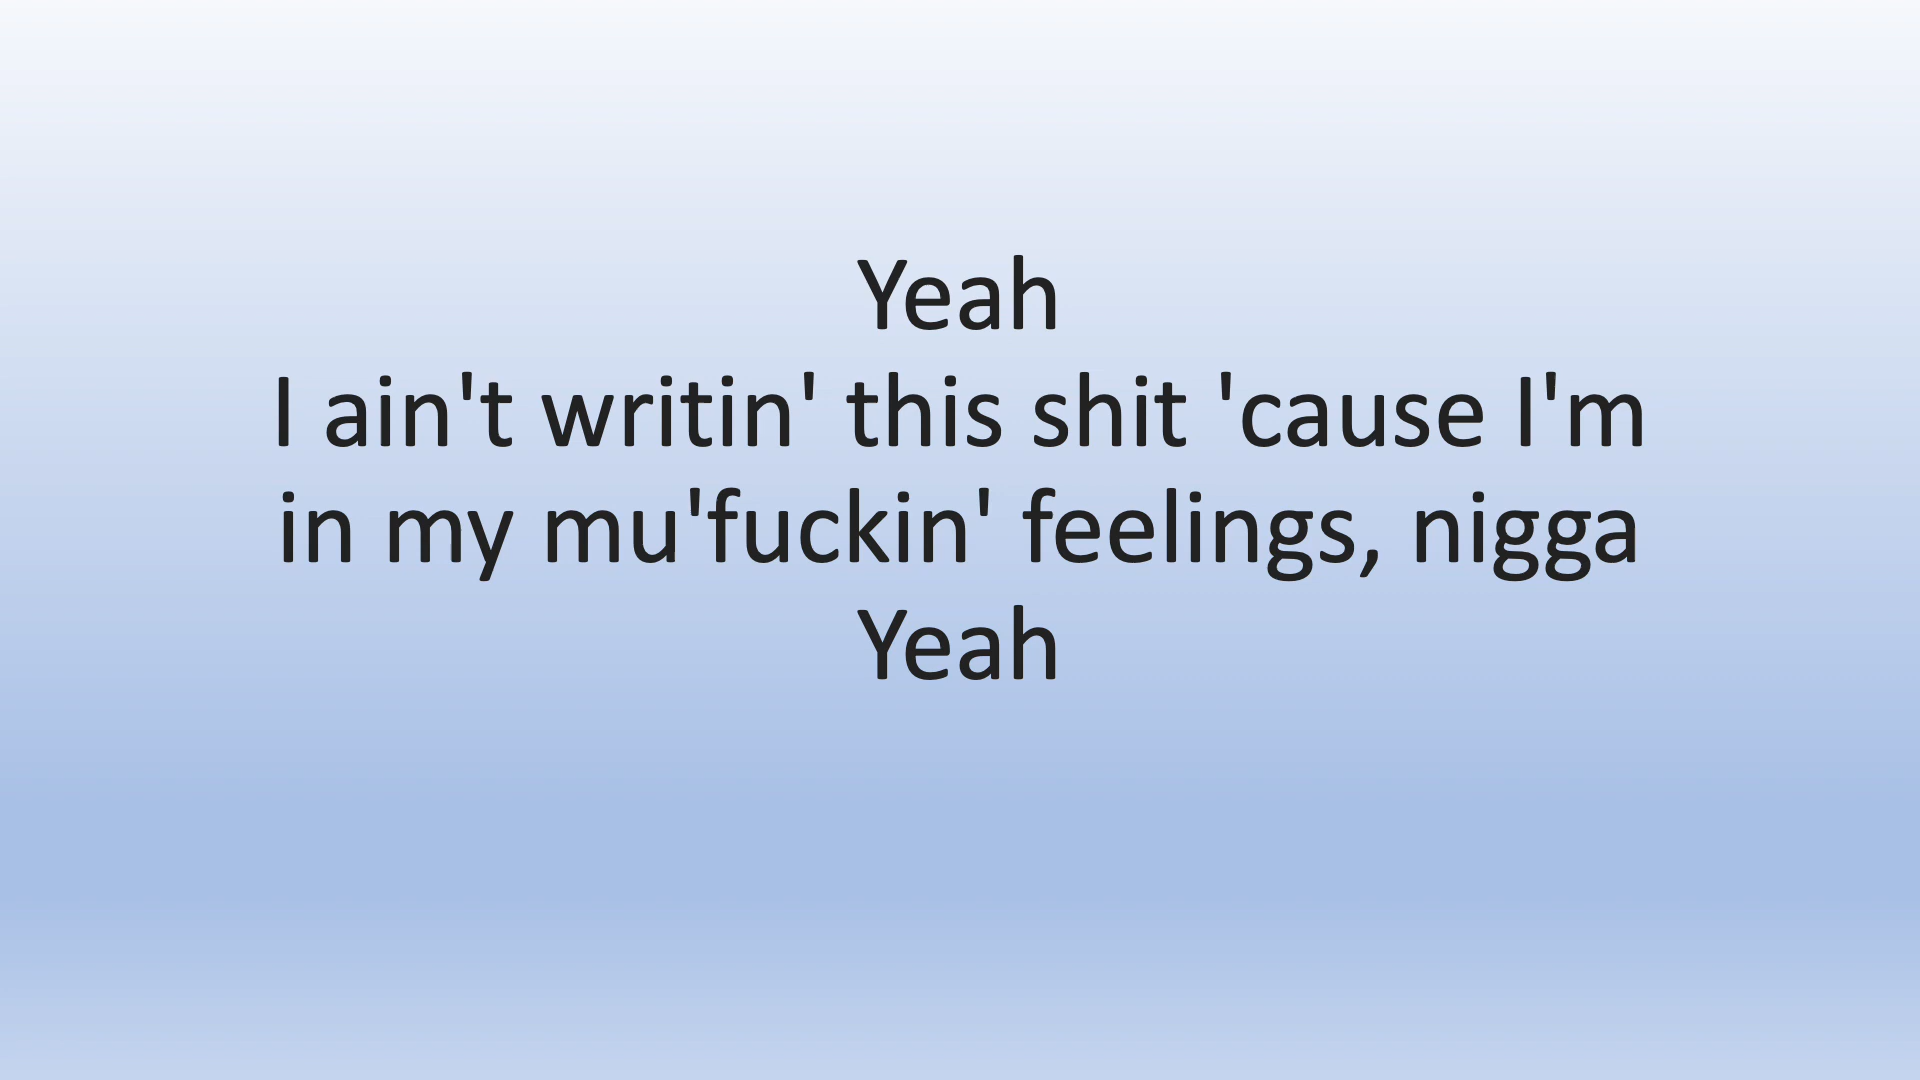 Yeah
I ain't writin' this shit 'cause I'm
in my mu'fuckin' feelings, nigga
Yeah